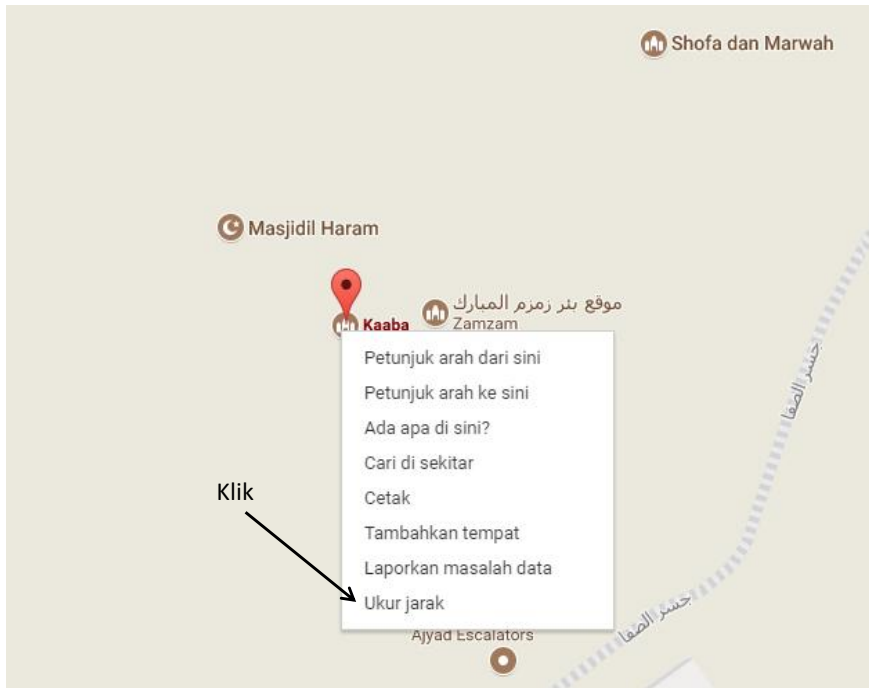 Shofa dan Marwah
Masjidil Haram
موقع بئر زمزم المبارك
Zamzam
Kaaba
Petunjuk arah dari sini
Petunjuk arah ke sini
Ada apa di sini?
Cari di sekitar
Cetak
Tambahkan tempat
Laporkan masalah data
Ukur jarak
Klik
جسر الصفا
جسر الصفا
Ajyad Escalators